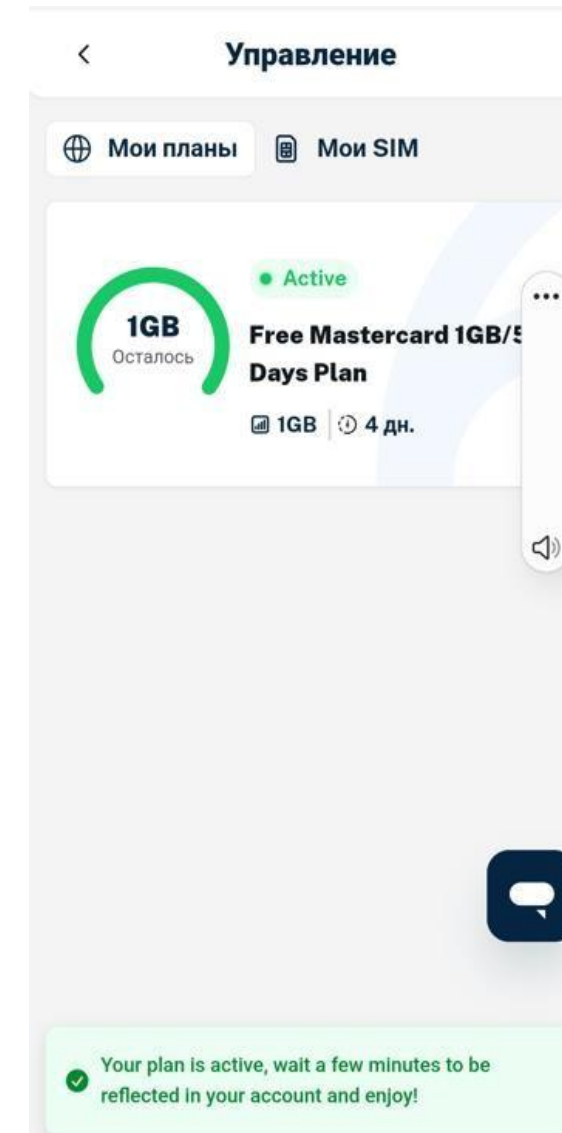 Управление
Мои планы
Мои SIM
Active
1GB
Осталось
Free Mastercard 1GB/5
Days Plan
1GB
4 дн.
Your plan is active, wait a few minutes to be
reflected in your account and enjoy!